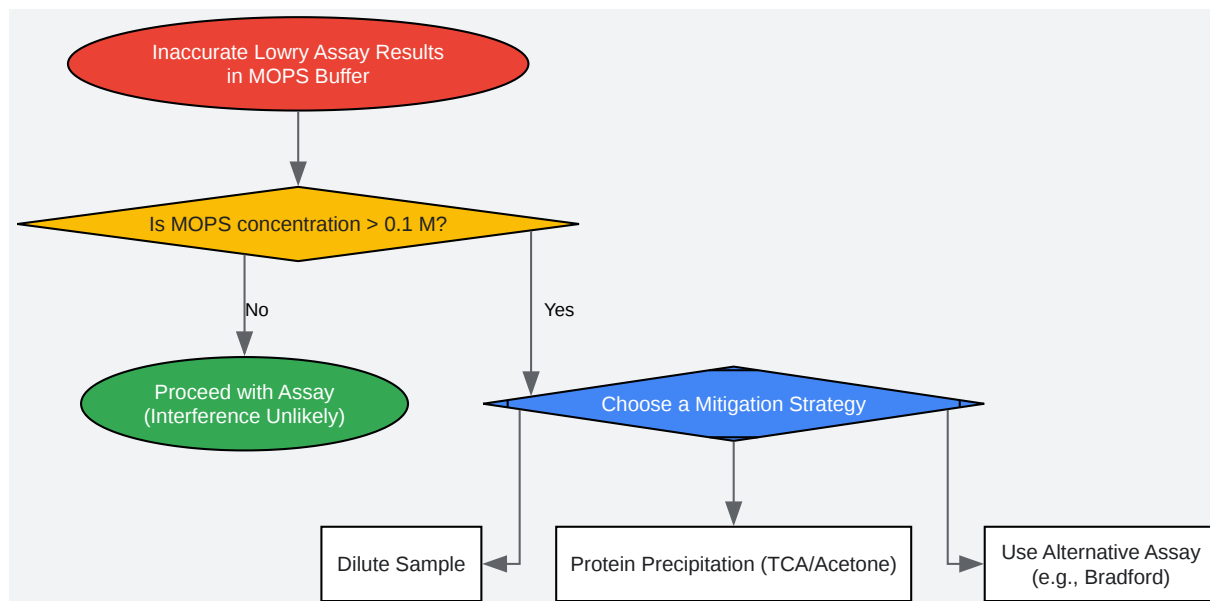 Inaccurate Lowry Assay Results
in MOPS Buffer
Is MOPS concentration > 0.1 M?
No
Yes
Proceed with Assay
(Interference Unlikely)
Choose a Mitigation Strategy
Dilute Sample
Protein Precipitation (TCA/Acetone)
Use Alternative Assay
(e.g., Bradford)